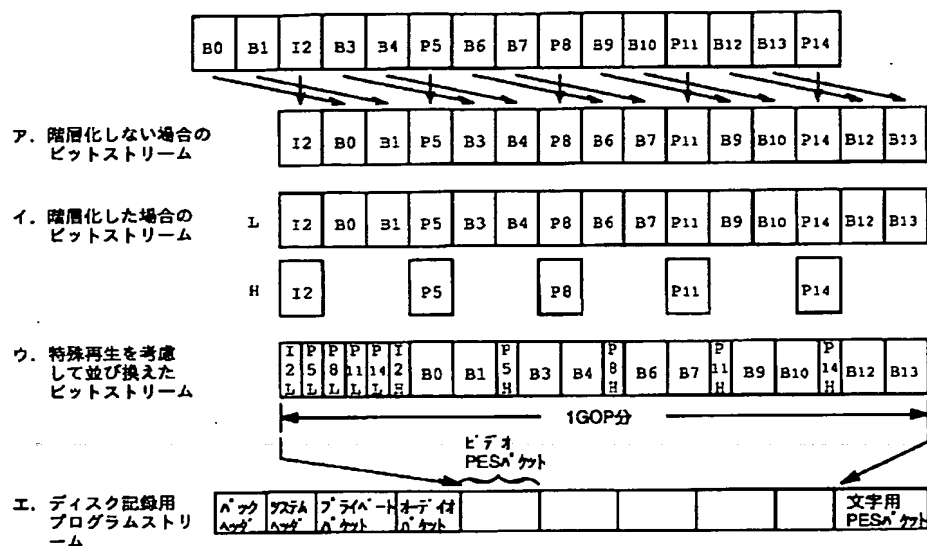 B0 B1 I2 B3 B4 P5 B6 B7 P8 B9 B10 P11 B12 B13 P14
ア. 階層化しない場合の
ビットストリーム
I2 B0 B1 P5 B3 B4 P8 B6 B7 P11 B9 B10 P14 B12 B13
イ. 階層化した場合の
ビットストリーム
L
I2 B0 B1 P5 B3 B4 P8 B6 B7 P11 B9 B10 P14 B12 B13
H
I2 P5 P8 P11 P14
ウ. 特殊再生を考慮
して並び換えた
ビットストリーム
I2L P5L P8L P11L P14L I2H B0 B1 P5H B3 B4 P8H B6 B7 P11H B9 B10 P14H B12 B13
1GOP分
ビデオ
PESパケット
エ. ディスク記録用
プログラムストリ
ーム
パック
ヘッダ
システム
ヘッダ
プライベート
パケット
オーディオ
パケット
文字用
PESパケット